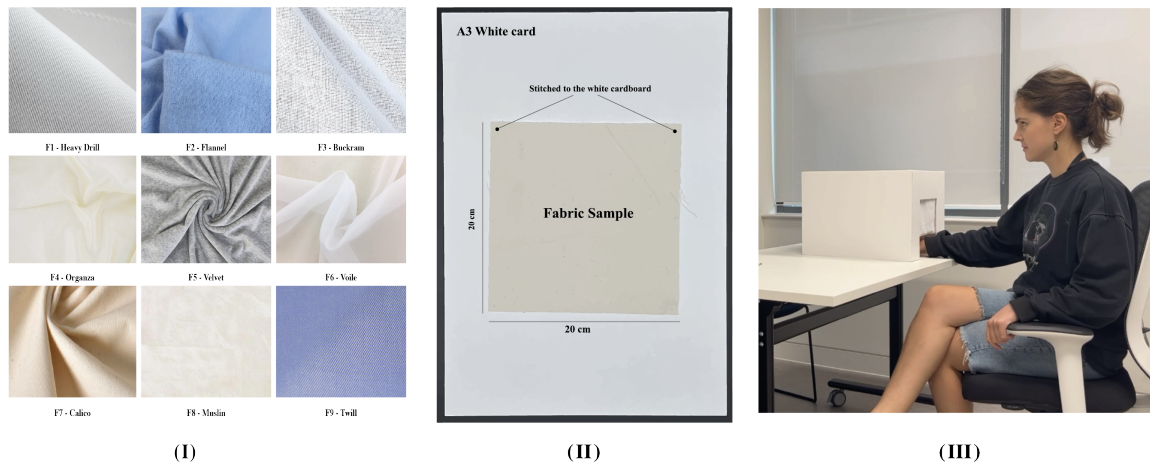 F1 - Heavy Drill
F2 - Flannel
F3 - Buckram
F4 - Organza
F5 - Velvet
F6 - Voile
F7 - Calico
F8 - Muslin
F9 - Twill
(I)
A3 White card
Stitched to the white cardboard
Fabric Sample
20 cm
20 cm
(II)
(III)